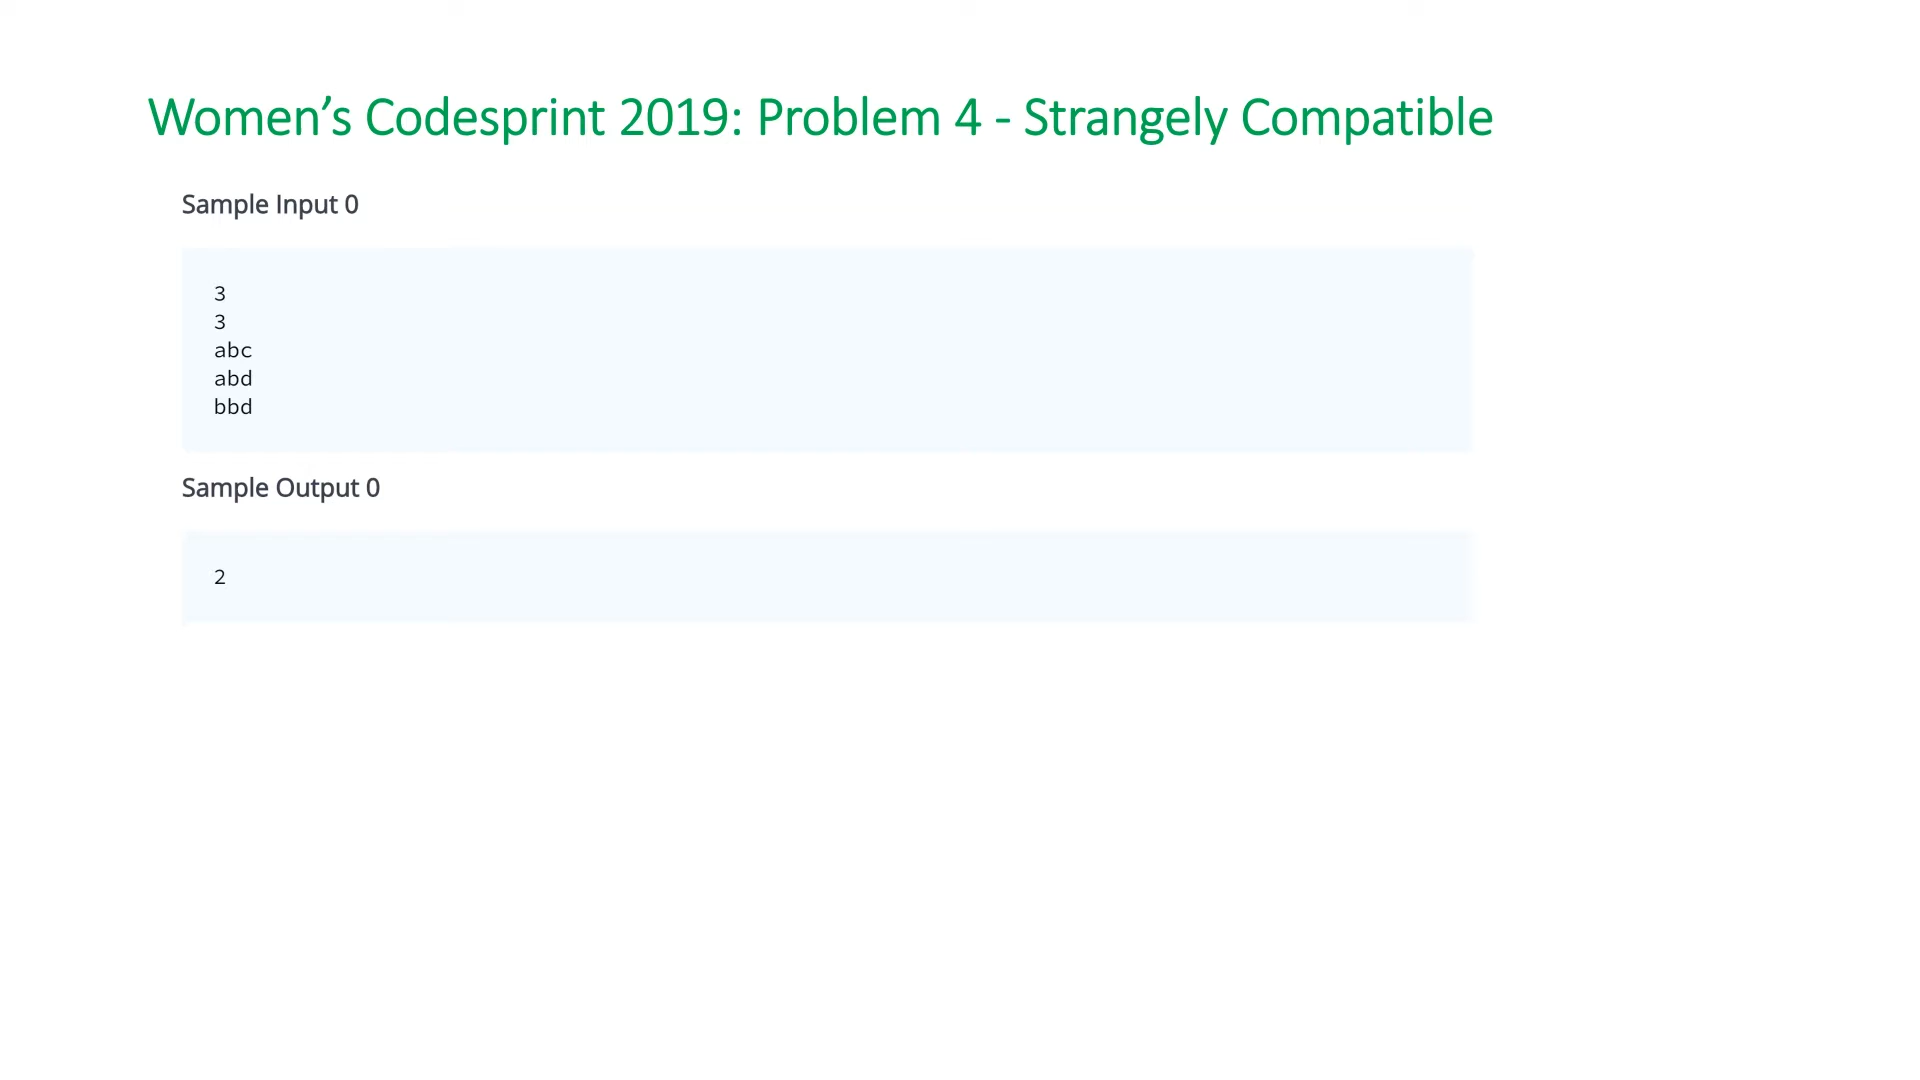 Women’s Codesprint 2019: Problem 4 - Strangely Compatible
Sample Input 0
3
3
abc
abd
bbd
Sample Output 0
2